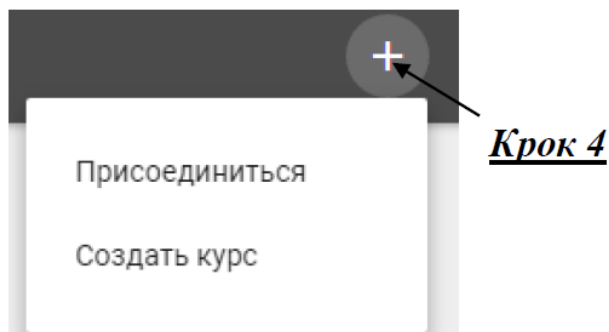 Крок 4
Присоединиться
Создать курс